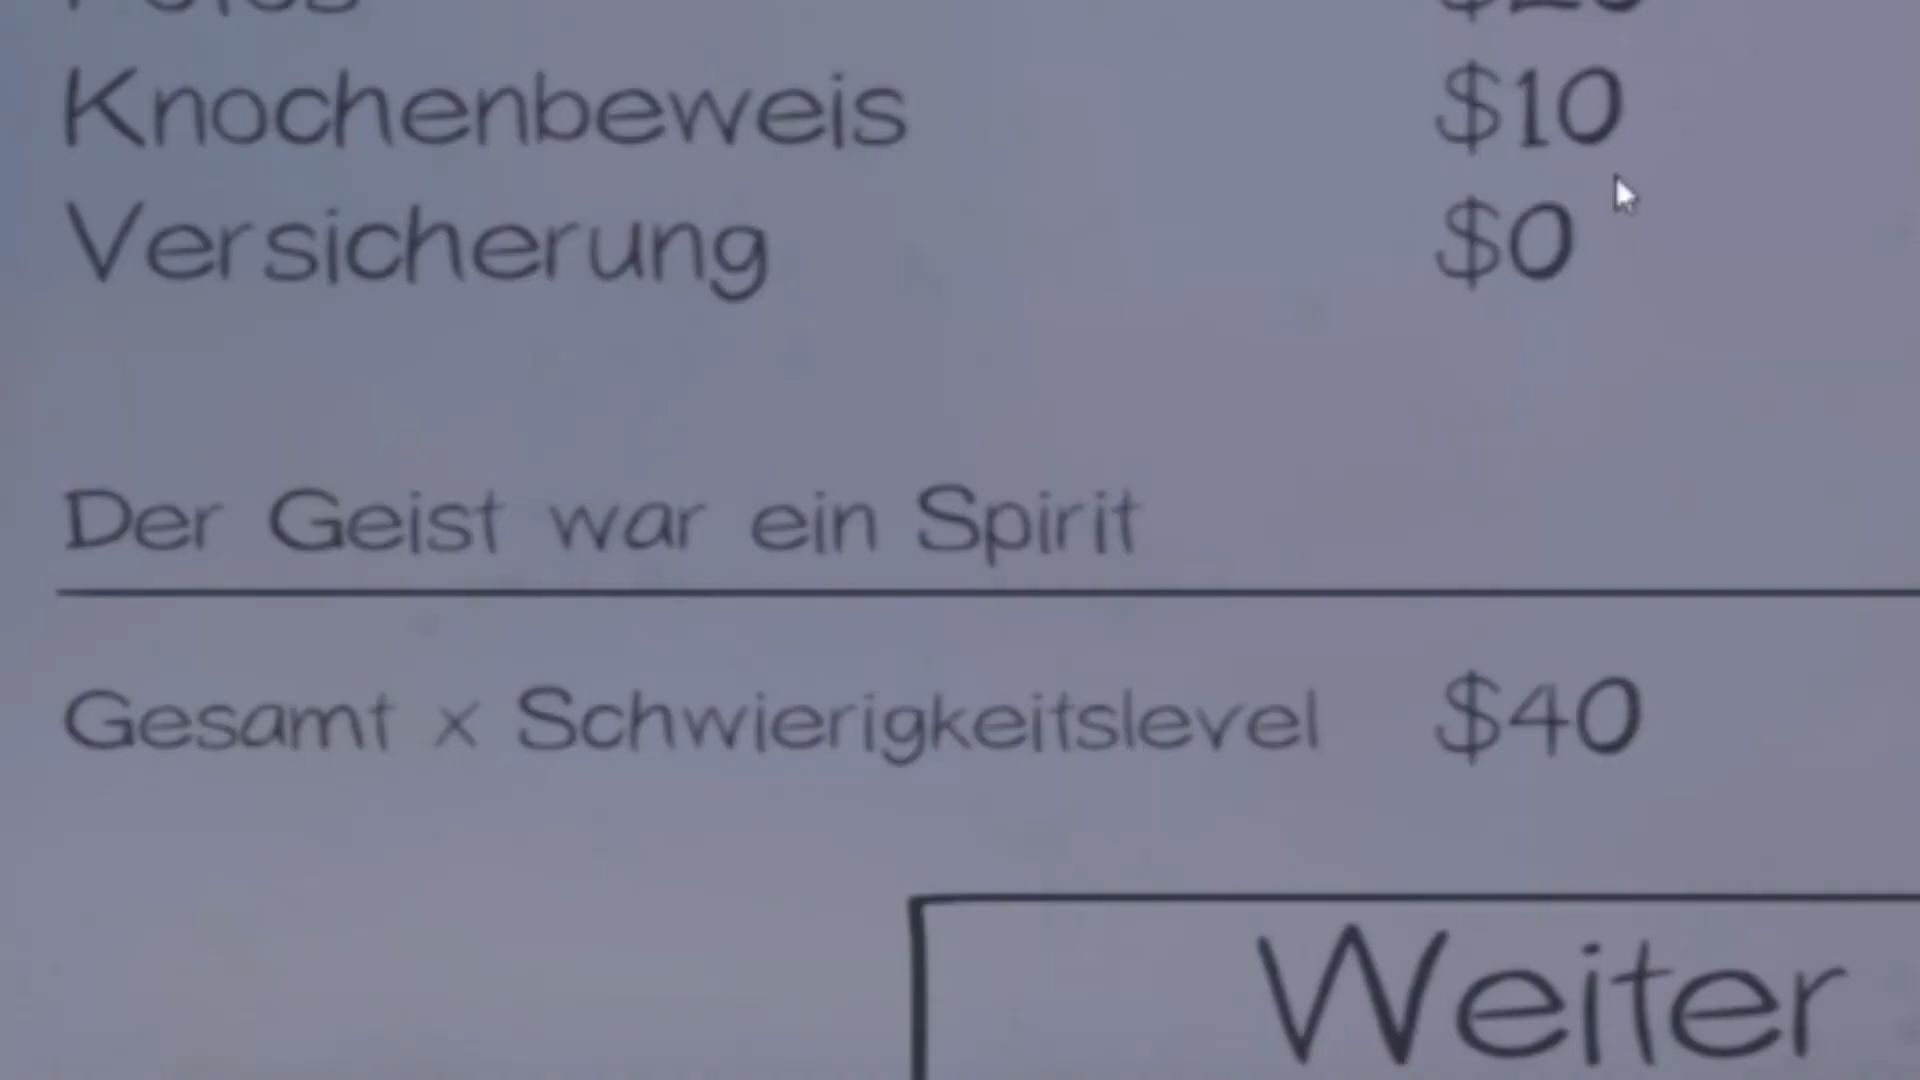 Knochenbeweis $10
Versicherung $0
Der Geist war ein Spirit
Gesamt x Schwierigkeitslevel $40
Weiter